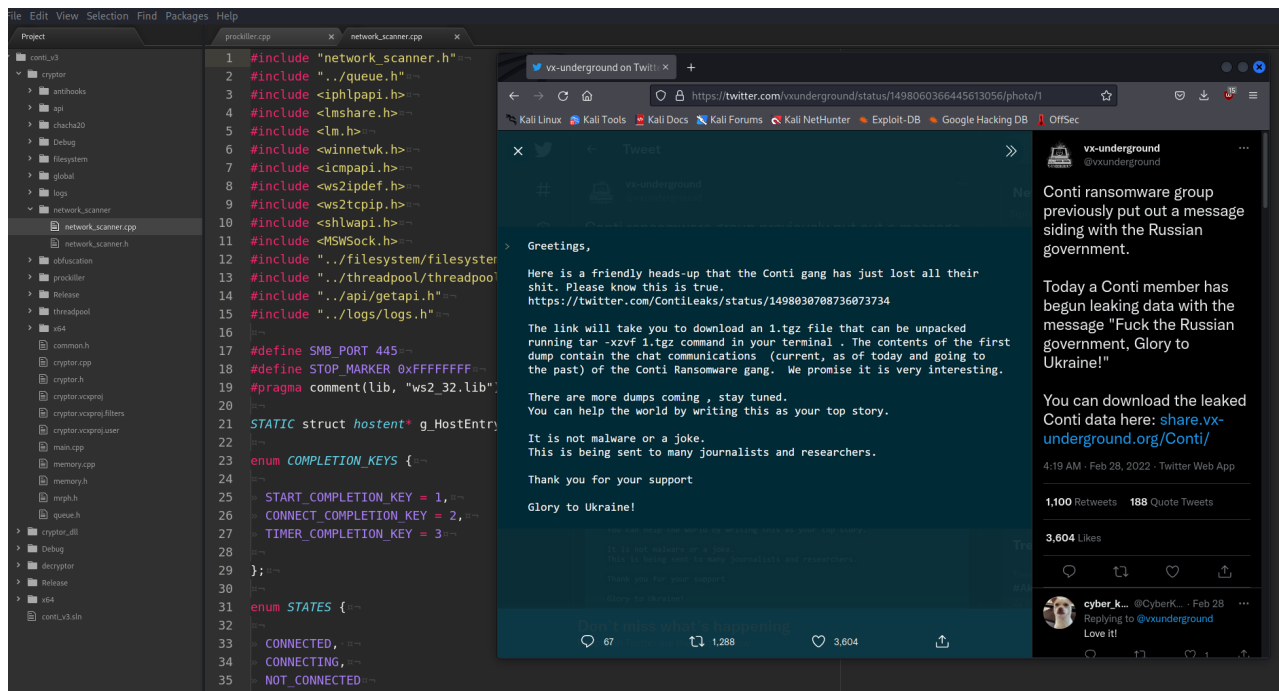 File Edit View Selection Find Packages Help
Project
prockiller.cpp
network_scanner.cpp
conti_v3
cryptor
antihooks
api
chacha20
Debug
filesystem
global
logs
network_scanner
network_scanner.cpp
network_scanner.h
obfuscation
prockiller
Release
threadpool
x64
common.h
cryptor.cpp
cryptor.h
cryptor.vcxproj
cryptor.vcxproj.filters
cryptor.vcxproj.user
main.cpp
memory.cpp
memory.h
mrph.h
queue.h
cryptor_dll
Debug
decryptor
Release
x64
conti_v3.sln
1 #include "network_scanner.h"
2 #include "../queue.h"
3 #include <iphlpapi.h>
4 #include <lmshare.h>
5 #include <lm.h>
6 #include <winnetwk.h>
7 #include <icmpapi.h>
8 #include <ws2ipdef.h>
9 #include <ws2tcpip.h>
10 #include <shlwapi.h>
11 #include <MSWSock.h>
12 #include "../filesystem/filesystem
13 #include "../threadpool/threadpoo
14 #include "../api/getapi.h"
15 #include "../logs/logs.h"
16
17 #define SMB_PORT 445
18 #define STOP_MARKER 0xFFFFFFFF
19 #pragma comment(lib, "ws2_32.lib")
20
21 STATIC struct hostent* g_HostEntry
22
23 enum COMPLETION_KEYS {
24
25 START_COMPLETION_KEY = 1,
26 CONNECT_COMPLETION_KEY = 2,
27 TIMER_COMPLETION_KEY = 3
28
29 };
30
31 enum STATES {
32
33 CONNECTED,
34 CONNECTING,
35 NOT_CONNECTED
vx-underground on Twitt
https://twitter.com/vxunderground/status/1498060366445613056/photo/1
15
Kali Linux Kali Tools Kali Docs Kali Forums Kali NetHunter Exploit-DB Google Hacking DB OffSec
Tweet
vx-underground
Greetings,
Here is a friendly heads-up that the Conti gang has just lost all their
shit. Please know this is true.
https://twitter.com/ContiLeaks/status/1498030708736073734
The link will take you to download an 1.tgz file that can be unpacked
running tar -xzvf 1.tgz command in your terminal . The contents of the first
dump contain the chat communications (current, as of today and going to
the past) of the Conti Ransomware gang. We promise it is very interesting.
There are more dumps coming , stay tuned.
You can help the world by writing this as your top story.
It is not malware or a joke.
This is being sent to many journalists and researchers.
Thank you for your support
Glory to Ukraine!
Don't miss what's happening
67 1,288 3,604
vx-underground
@vxunderground
Conti ransomware group
previously put out a message
siding with the Russian
government.
Today a Conti member has
begun leaking data with the
message "Fuck the Russian
government, Glory to
Ukraine!"
You can download the leaked
Conti data here: share.vx-
underground.org/Conti/
4:19 AM · Feb 28, 2022 · Twitter Web App
1,100 Retweets 188 Quote Tweets
3,604 Likes
cyber_k... @CyberK... · Feb 28
Replying to @vxunderground
Love it!
1